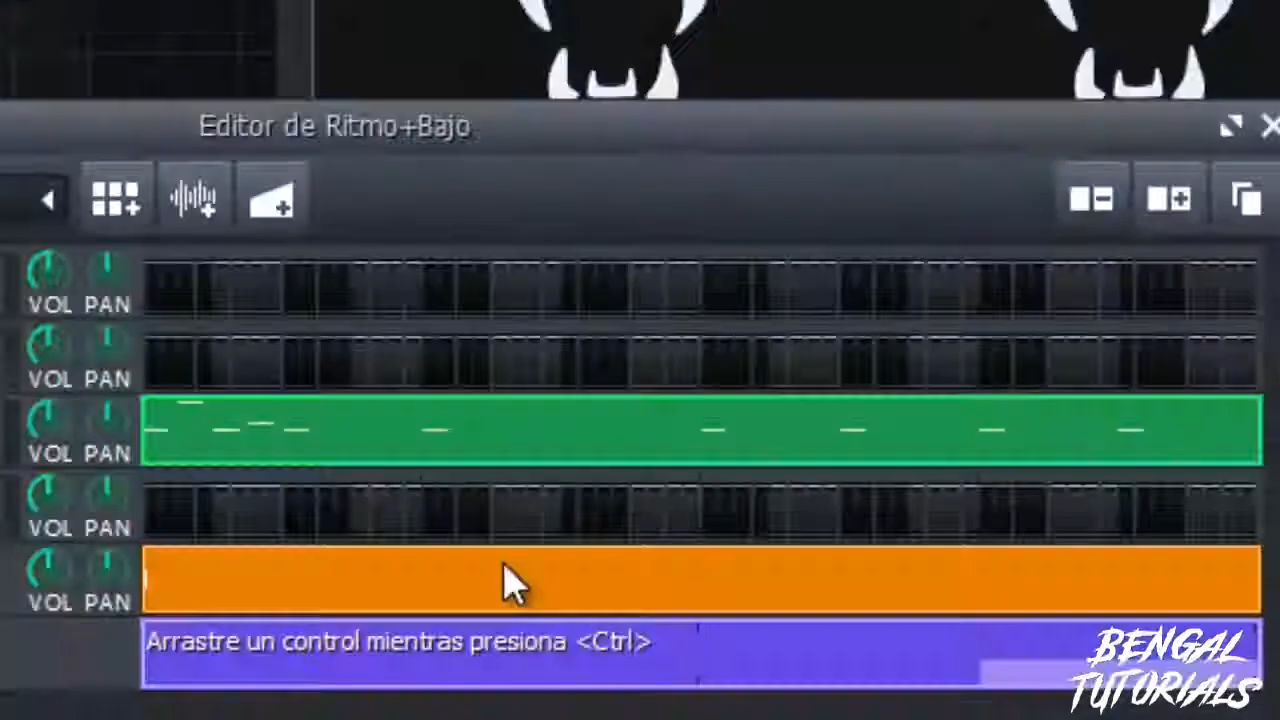 Editor de Ritmo+Bajo
VOL PAN
VOL PAN
VOL PAN
VOL PAN
VOL PAN
Arrastre un control mientras presiona <Ctrl>
BENGAL
TUTORIALS